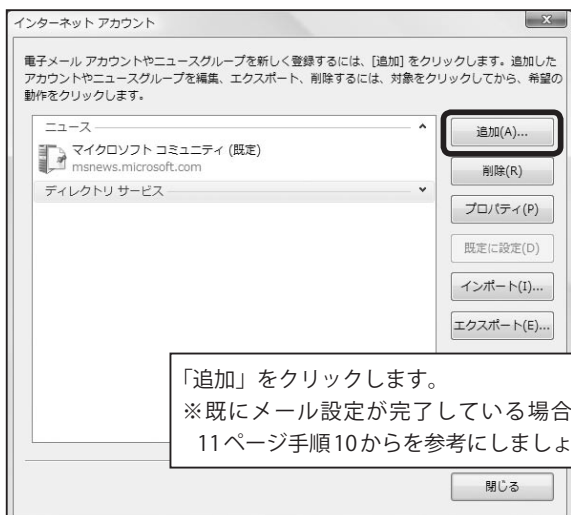 インターネット アカウント
電子メール アカウントやニュースグループを新しく登録するには、[追加] をクリックします。追加した
アカウントやニュースグループを編集、エクスポート、削除するには、対象をクリックしてから、希望の
動作をクリックします。
ニュース
マイクロソフト コミュニティ (既定)
msnews.microsoft.com
ディレクトリ サービス
追加(A)...
削除(R)
プロパティ(P)
既定に設定(D)
インポート(I)...
エクスポート(E)...
「追加」をクリックします。
※既にメール設定が完了している場合
11ページ手順10からを参考にしましょ
閉じる